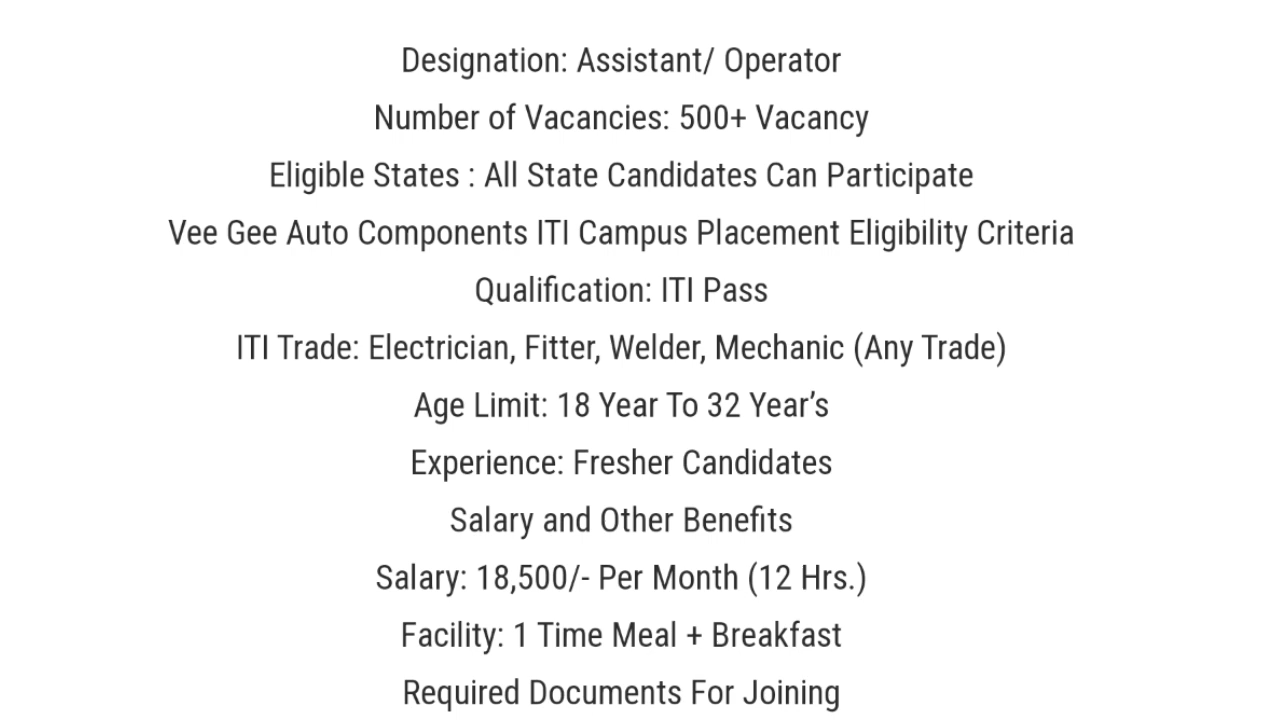 Designation: Assistant/ Operator
Number of Vacancies: 500+ Vacancy
Eligible States : All State Candidates Can Participate
Vee Gee Auto Components ITI Campus Placement Eligibility Criteria
Qualification: ITI Pass
ITI Trade: Electrician, Fitter, Welder, Mechanic (Any Trade)
Age Limit: 18 Year To 32 Year’s
Experience: Fresher Candidates
Salary and Other Benefits
Salary: 18,500/- Per Month (12 Hrs.)
Facility: 1 Time Meal + Breakfast
Required Documents For Joining